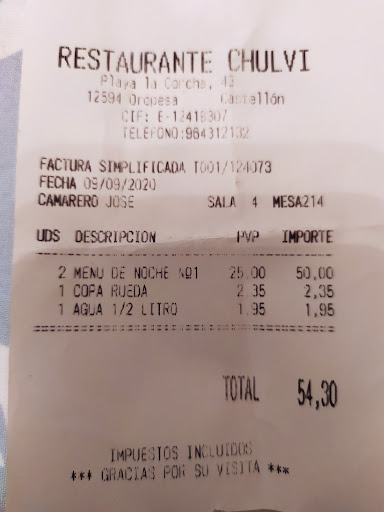 RESTAURANTE CHULVI
Playa la Concha, 43
12594 Oropesa Castellón
CIF: E-12418307
TELEFONO:964312132
FACTURA SIMPLIFICADA T001/124073
FECHA 09/09/2020
CAMARERO JOSE SALA 4 MESA214
UDS DESCRIPCION PVP IMPORTE
2 MENU DE NOCHE Nº1 25.00 50,00
1 COPA RUEDA 2.35 2,35
1 AGUA 1/2 LITRO 1.95 1,95
TOTAL 54,30
IMPUESTOS INCLUIDOS
*** GRACIAS POR SU VISITA ***